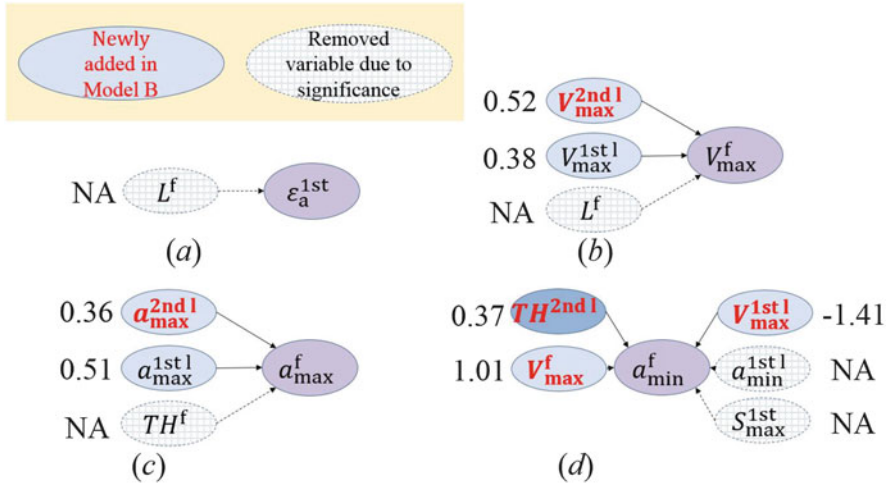 Newly
added in
Model B
Removed
variable due to
significance
NA L^f ε_a^1st
(a)
0.52 V_max^2nd l
0.38 V_max^1st l V_max^f
NA L^f
(b)
0.36 a_max^2nd l
0.51 a_max^1st l a_max^f
NA TH^f
(c)
0.37 TH^2nd l V_max^1st l -1.41
1.01 V_max^f a_min^f a_min^1st l NA
S_max^1st NA
(d)